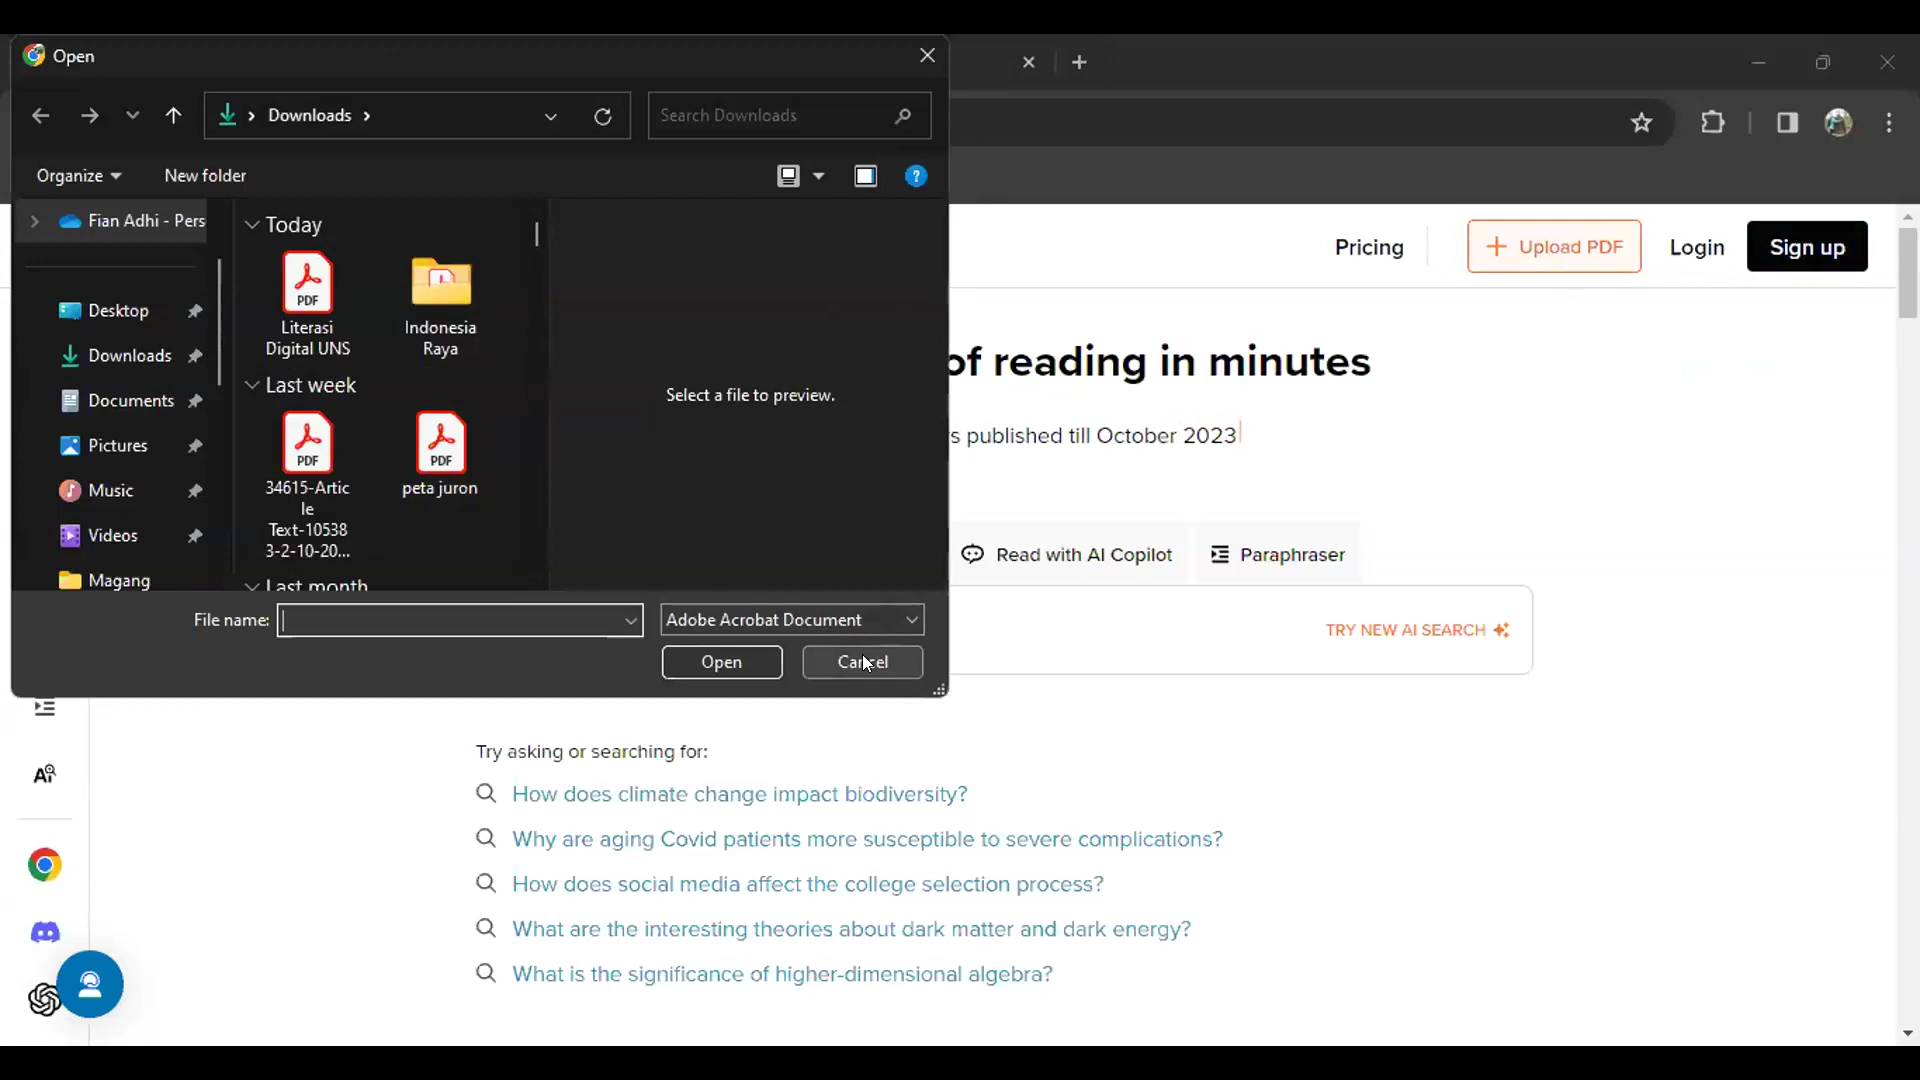 Open
Downloads
Search Downloads
Organize
New folder
Fian Adhi - Pers
Desktop
Downloads
Documents
Pictures
Music
Videos
Magang
Today
PDF
Literasi
Digital UNS
Indonesia
Raya
Last week
PDF
34615-Artic
le
Text-10538
3-2-10-20...
PDF
peta juron
Last month
Select a file to preview.
File name:
Adobe Acrobat Document
Open
Cancel
Pricing
Upload PDF
Login
Sign up
of reading in minutes
s published till October 2023
Read with AI Copilot
Paraphraser
TRY NEW AI SEARCH
Try asking or searching for:
How does climate change impact biodiversity?
Why are aging Covid patients more susceptible to severe complications?
How does social media affect the college selection process?
What are the interesting theories about dark matter and dark energy?
What is the significance of higher-dimensional algebra?